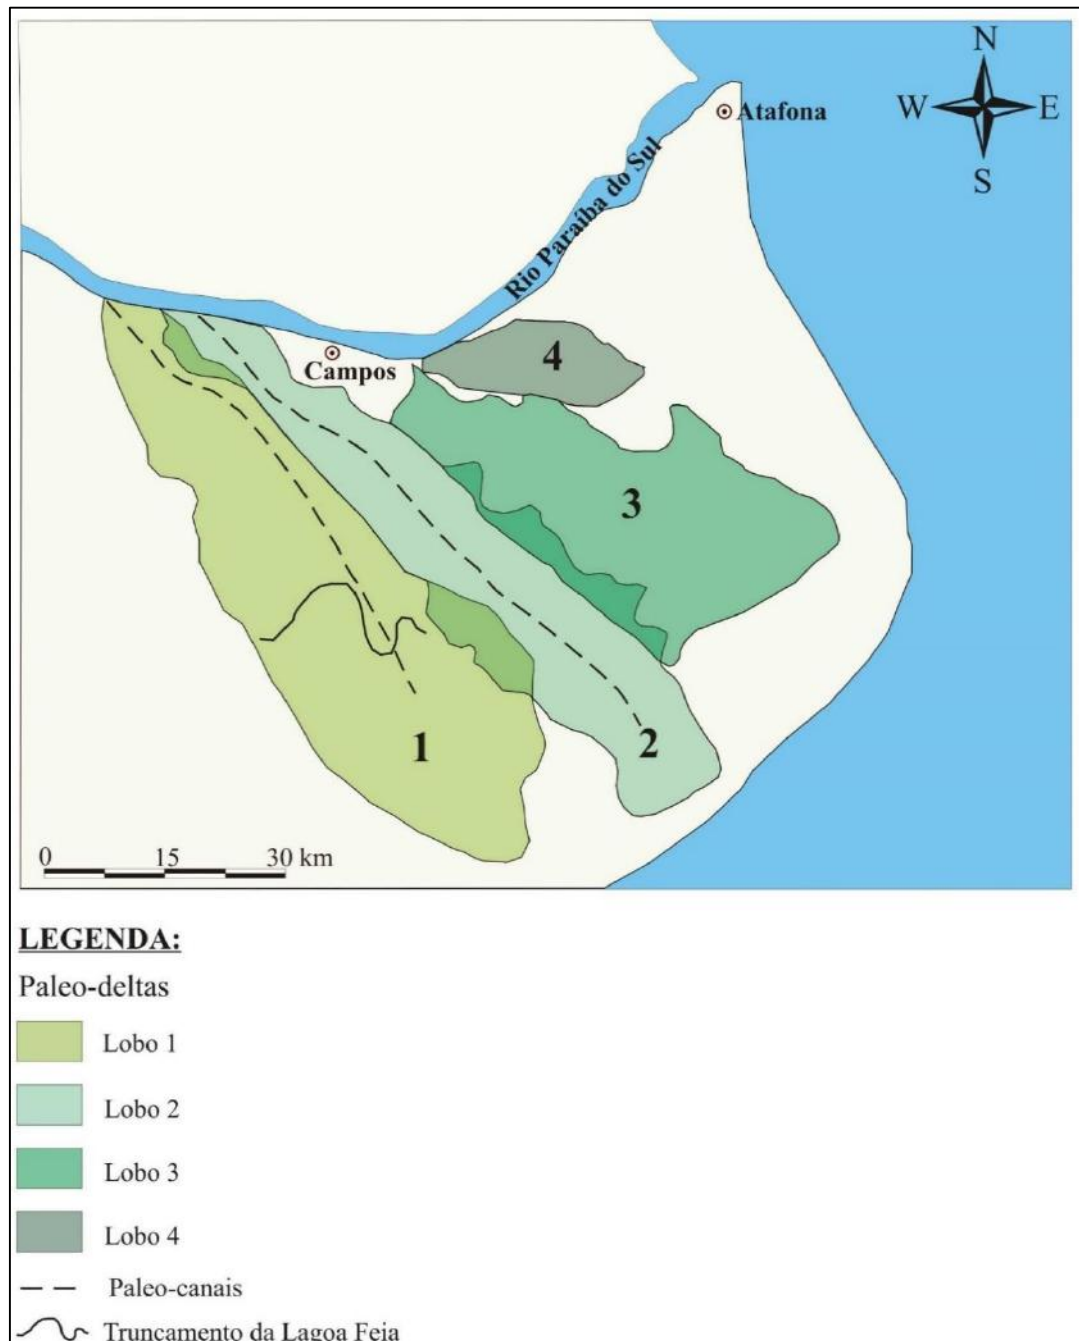 N
W E
S
Atafona
Rio Paraíba do Sul
Campos
4
3
1
2
0 15 30 km
LEGENDA:
Paleo-deltas
Lobo 1
Lobo 2
Lobo 3
Lobo 4
Paleo-canais
Truncamento da Lagoa Feia